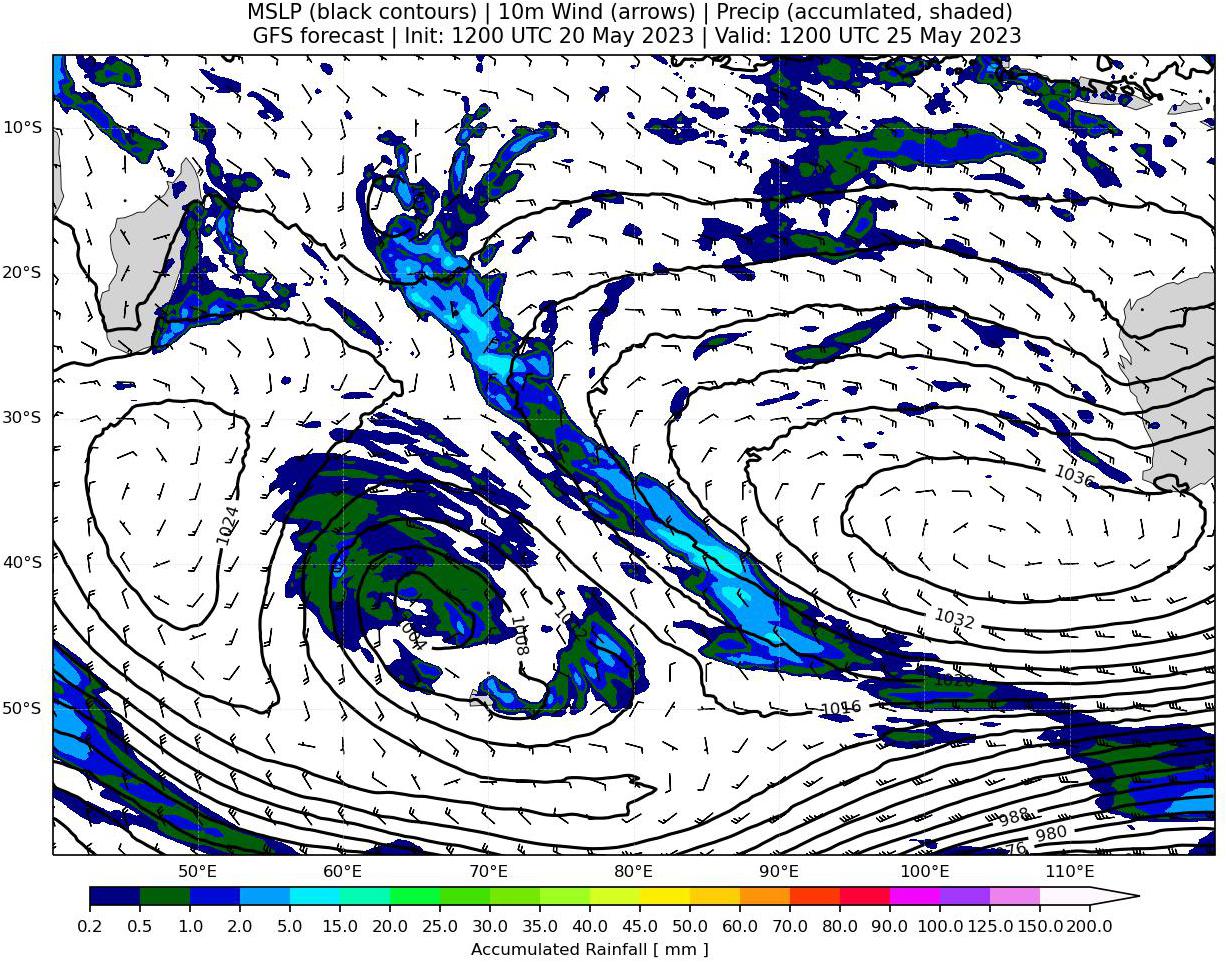 MSLP (black contours) | 10m Wind (arrows) | Precip (accumlated, shaded)
GFS forecast | Init: 1200 UTC 20 May 2023 | Valid: 1200 UTC 25 May 2023
10°S
20°S
30°S
1036
1024
40°S
1004
1008
1012
1032
1020
50°S
1016
988
980
76
50°E
60°E
70°E
80°E
90°E
100°E
110°E
0.2 0.5 1.0 2.0 5.0 10.0 15.0 20.0 25.0 30.0 35.0 40.0 45.0 50.0 60.0 70.0 80.0 90.0 100.0 125.0 150.0 200.0
Accumulated Rainfall [ mm ]